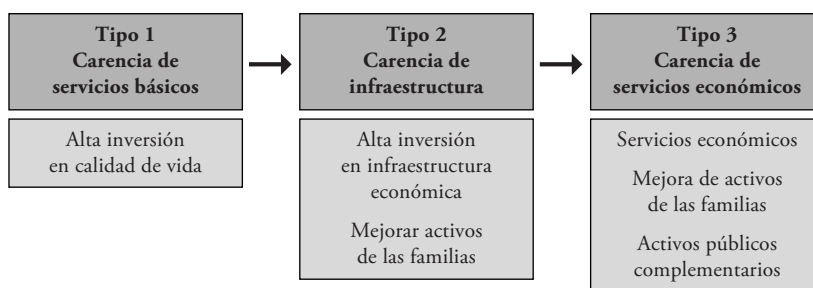 Tipo 1
Carencia de
servicios básicos
Alta inversión
en calidad de vida
Tipo 2
Carencia de
infraestructura
Alta inversión
en infraestructura
económica
Mejorar activos
de las familias
Tipo 3
Carencia de
servicios económicos
Servicios económicos
Mejora de activos
de las familias
Activos públicos
complementarios